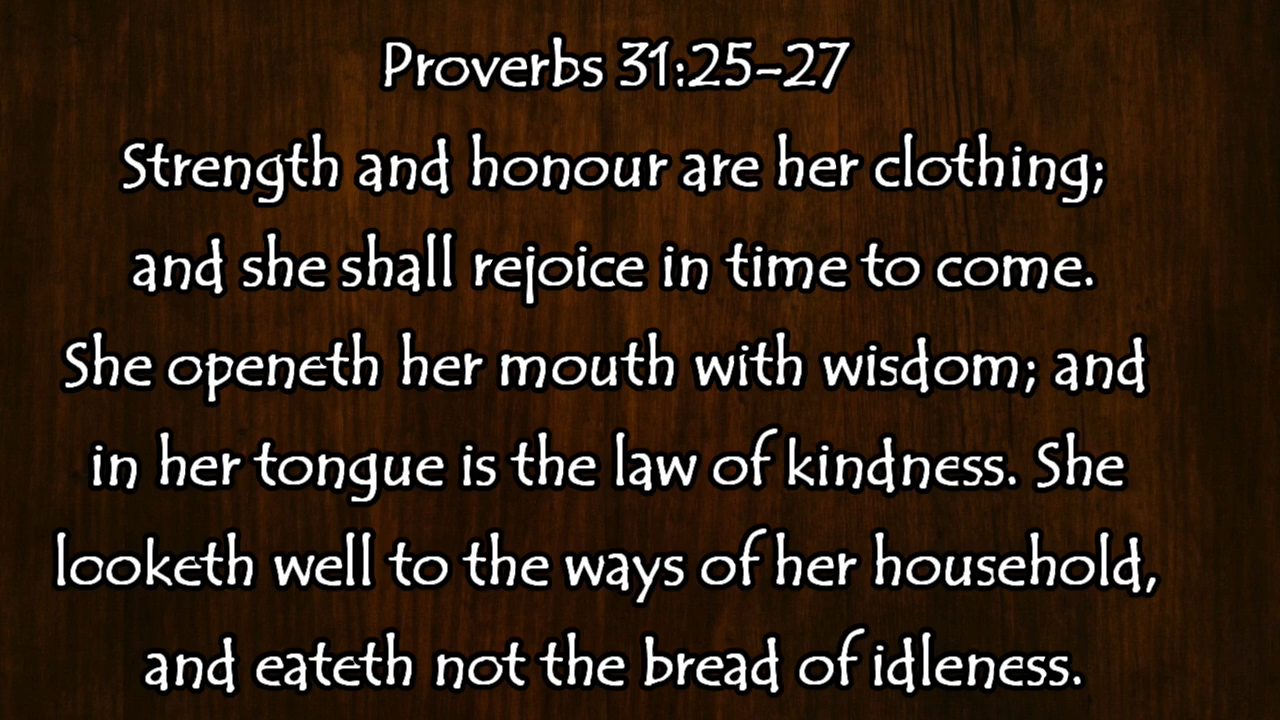 Proverbs 31:25-27
Strength and honour are her clothing;
and she shall rejoice in time to come.
She openeth her mouth with wisdom; and
in her tongue is the law of kindness. She
looketh well to the ways of her household,
and eateth not the bread of idleness.